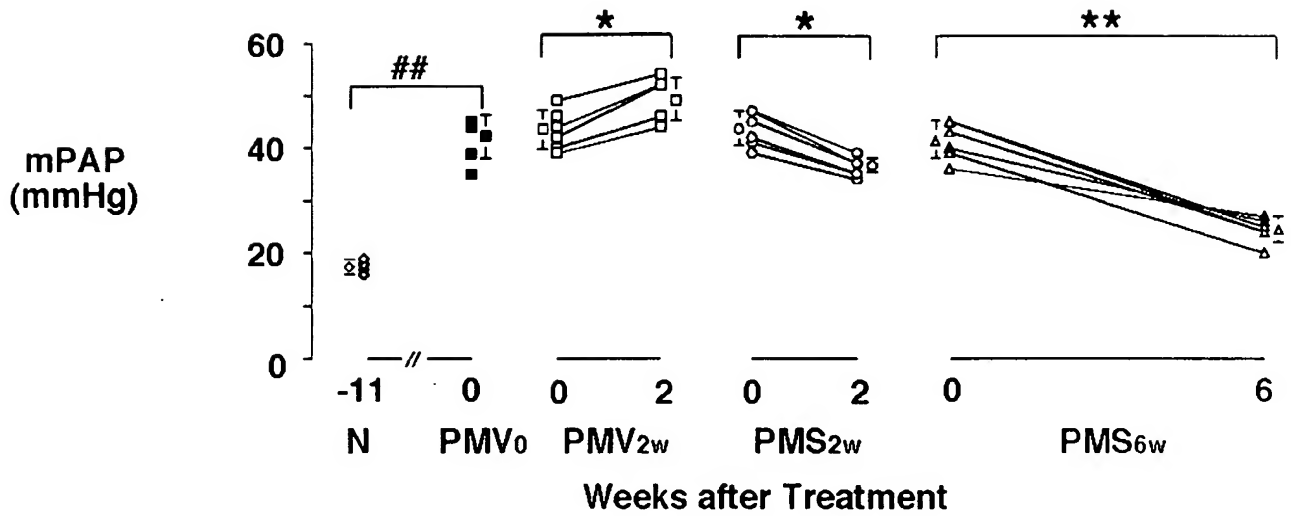 * * **
60
##
mPAP
(mmHg)
40
20
0
-11 // 0 0 2 0 2 0 6
N PMV0 PMV2w PMS2w PMS6w
Weeks after Treatment